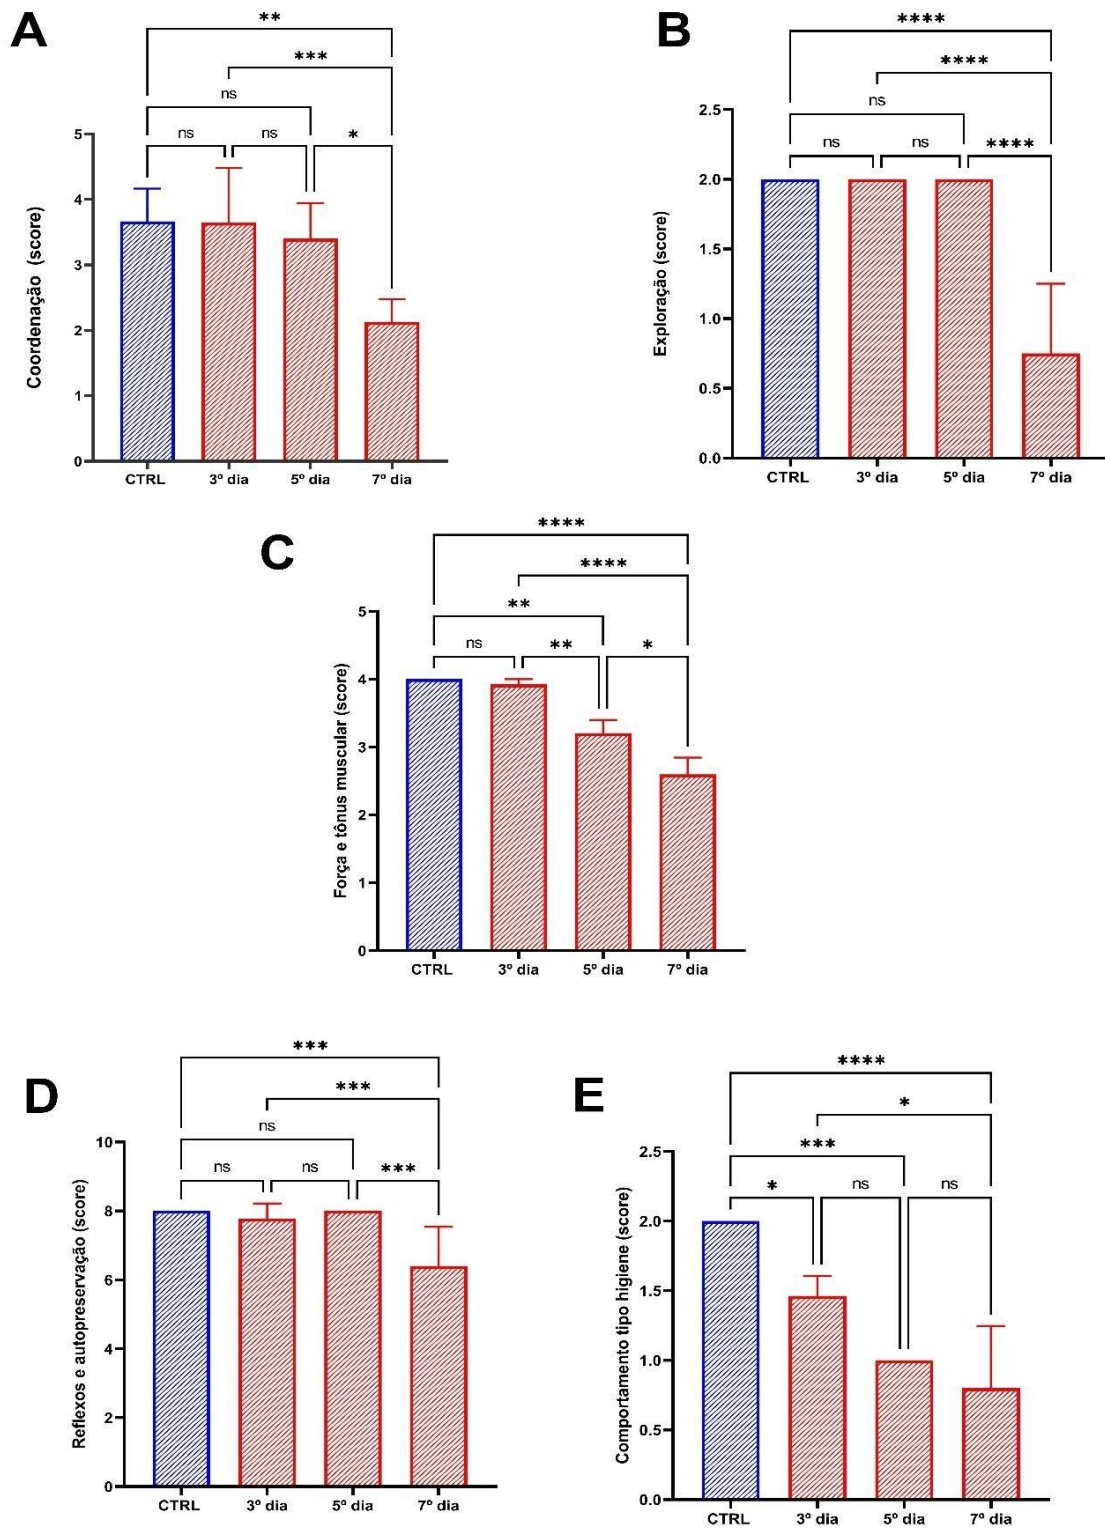 A
**
***
ns
ns
ns
*
Coordenação (score)
5
4
3
2
1
0
CTRL
3º dia
5º dia
7º dia
B
****
****
ns
ns
ns
****
Exploração (score)
2.5
2.0
1.5
1.0
0.5
0.0
CTRL
3º dia
5º dia
7º dia
C
****
****
**
ns
**
*
Força e tônus muscular (score)
5
4
3
2
1
0
CTRL
3º dia
5º dia
7º dia
D
***
***
ns
ns
ns
***
Reflexos e autopreservação (score)
10
8
6
4
2
0
CTRL
3º dia
5º dia
7º dia
E
****
*
***
*
ns
ns
Comportamento tipo higiene (score)
2.5
2.0
1.5
1.0
0.5
0.0
CTRL
3º dia
5º dia
7º dia